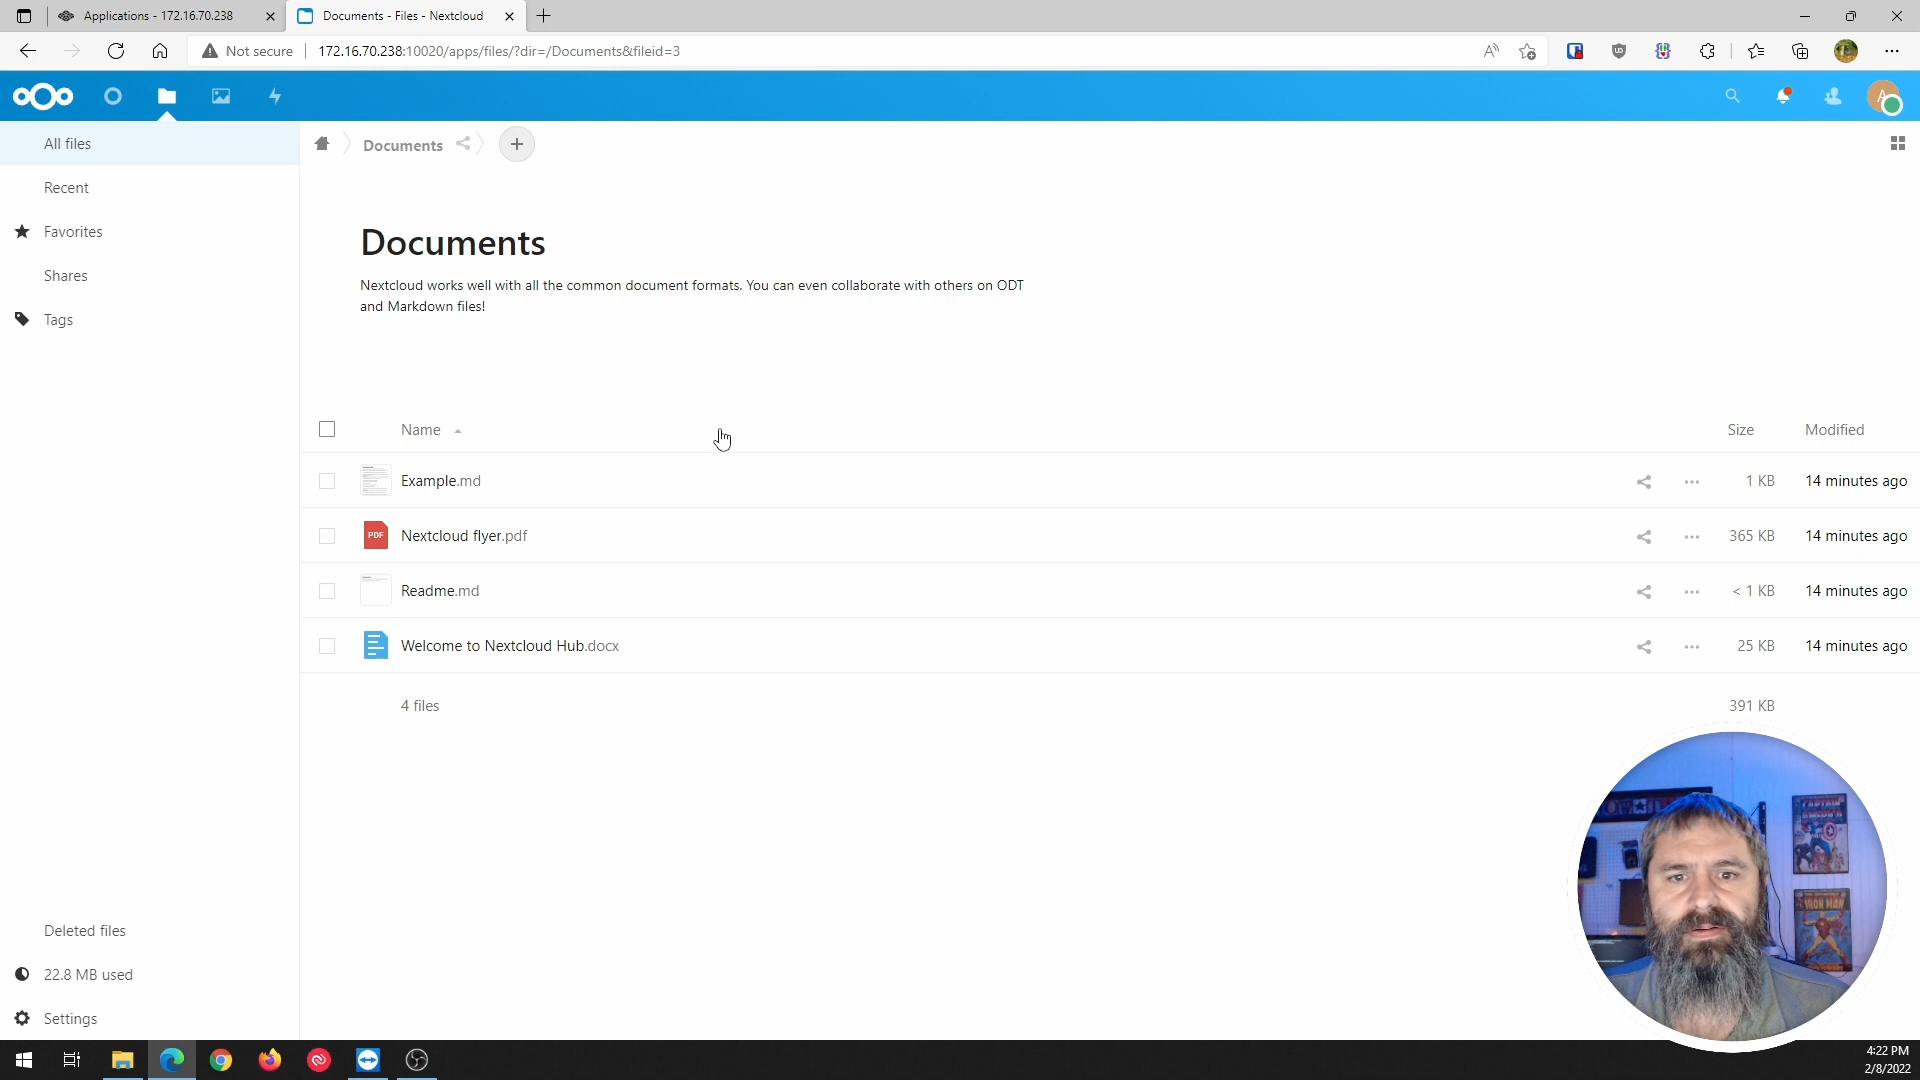 Applications - 172.16.70.238
Documents - Files - Nextcloud
Not secure
172.16.70.238:10020/apps/files/?dir=/Documents&fileid=3
A
All files
Documents
Recent
Favorites
Shares
Tags
Documents
Nextcloud works well with all the common document formats. You can even collaborate with others on ODT
and Markdown files!
Name
Size
Modified
Example.md
1 KB
14 minutes ago
PDF
Nextcloud flyer.pdf
365 KB
14 minutes ago
Readme.md
< 1 KB
14 minutes ago
Welcome to Nextcloud Hub.docx
25 KB
14 minutes ago
4 files
391 KB
CAPTAIN
AMERICA
IRON MAN
Deleted files
22.8 MB used
Settings
4:22 PM
2/8/2022